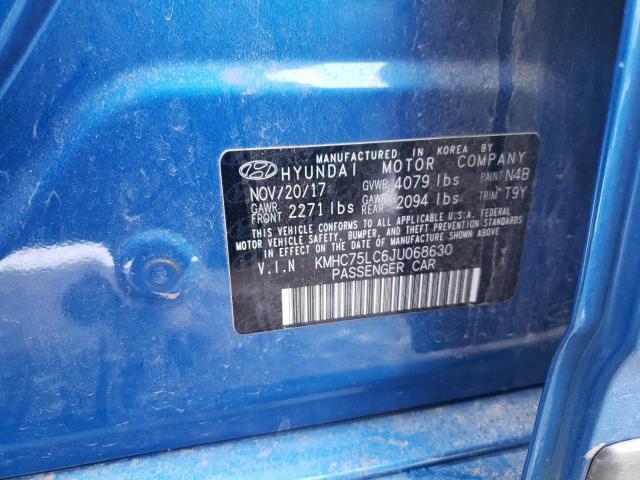 MANUFACTURED IN KOREA BY
HYUNDAI MOTOR COMPANY
NOV/20/17 GVWR 4079 lbs PAINT N4B
GAWR FRONT 2271 lbs GAWR REAR 2094 lbs TRIM T9Y
THIS VEHICLE CONFORMS TO ALL APPLICABLE U.S.A. FEDERAL
MOTOR VEHICLE SAFETY, BUMPER, AND THEFT PREVENTION STANDARDS
IN EFFECT ON THE DATE OF MANUFACTURE SHOWN ABOVE.
V.I.N KMHC75LC6JU068630
PASSENGER CAR